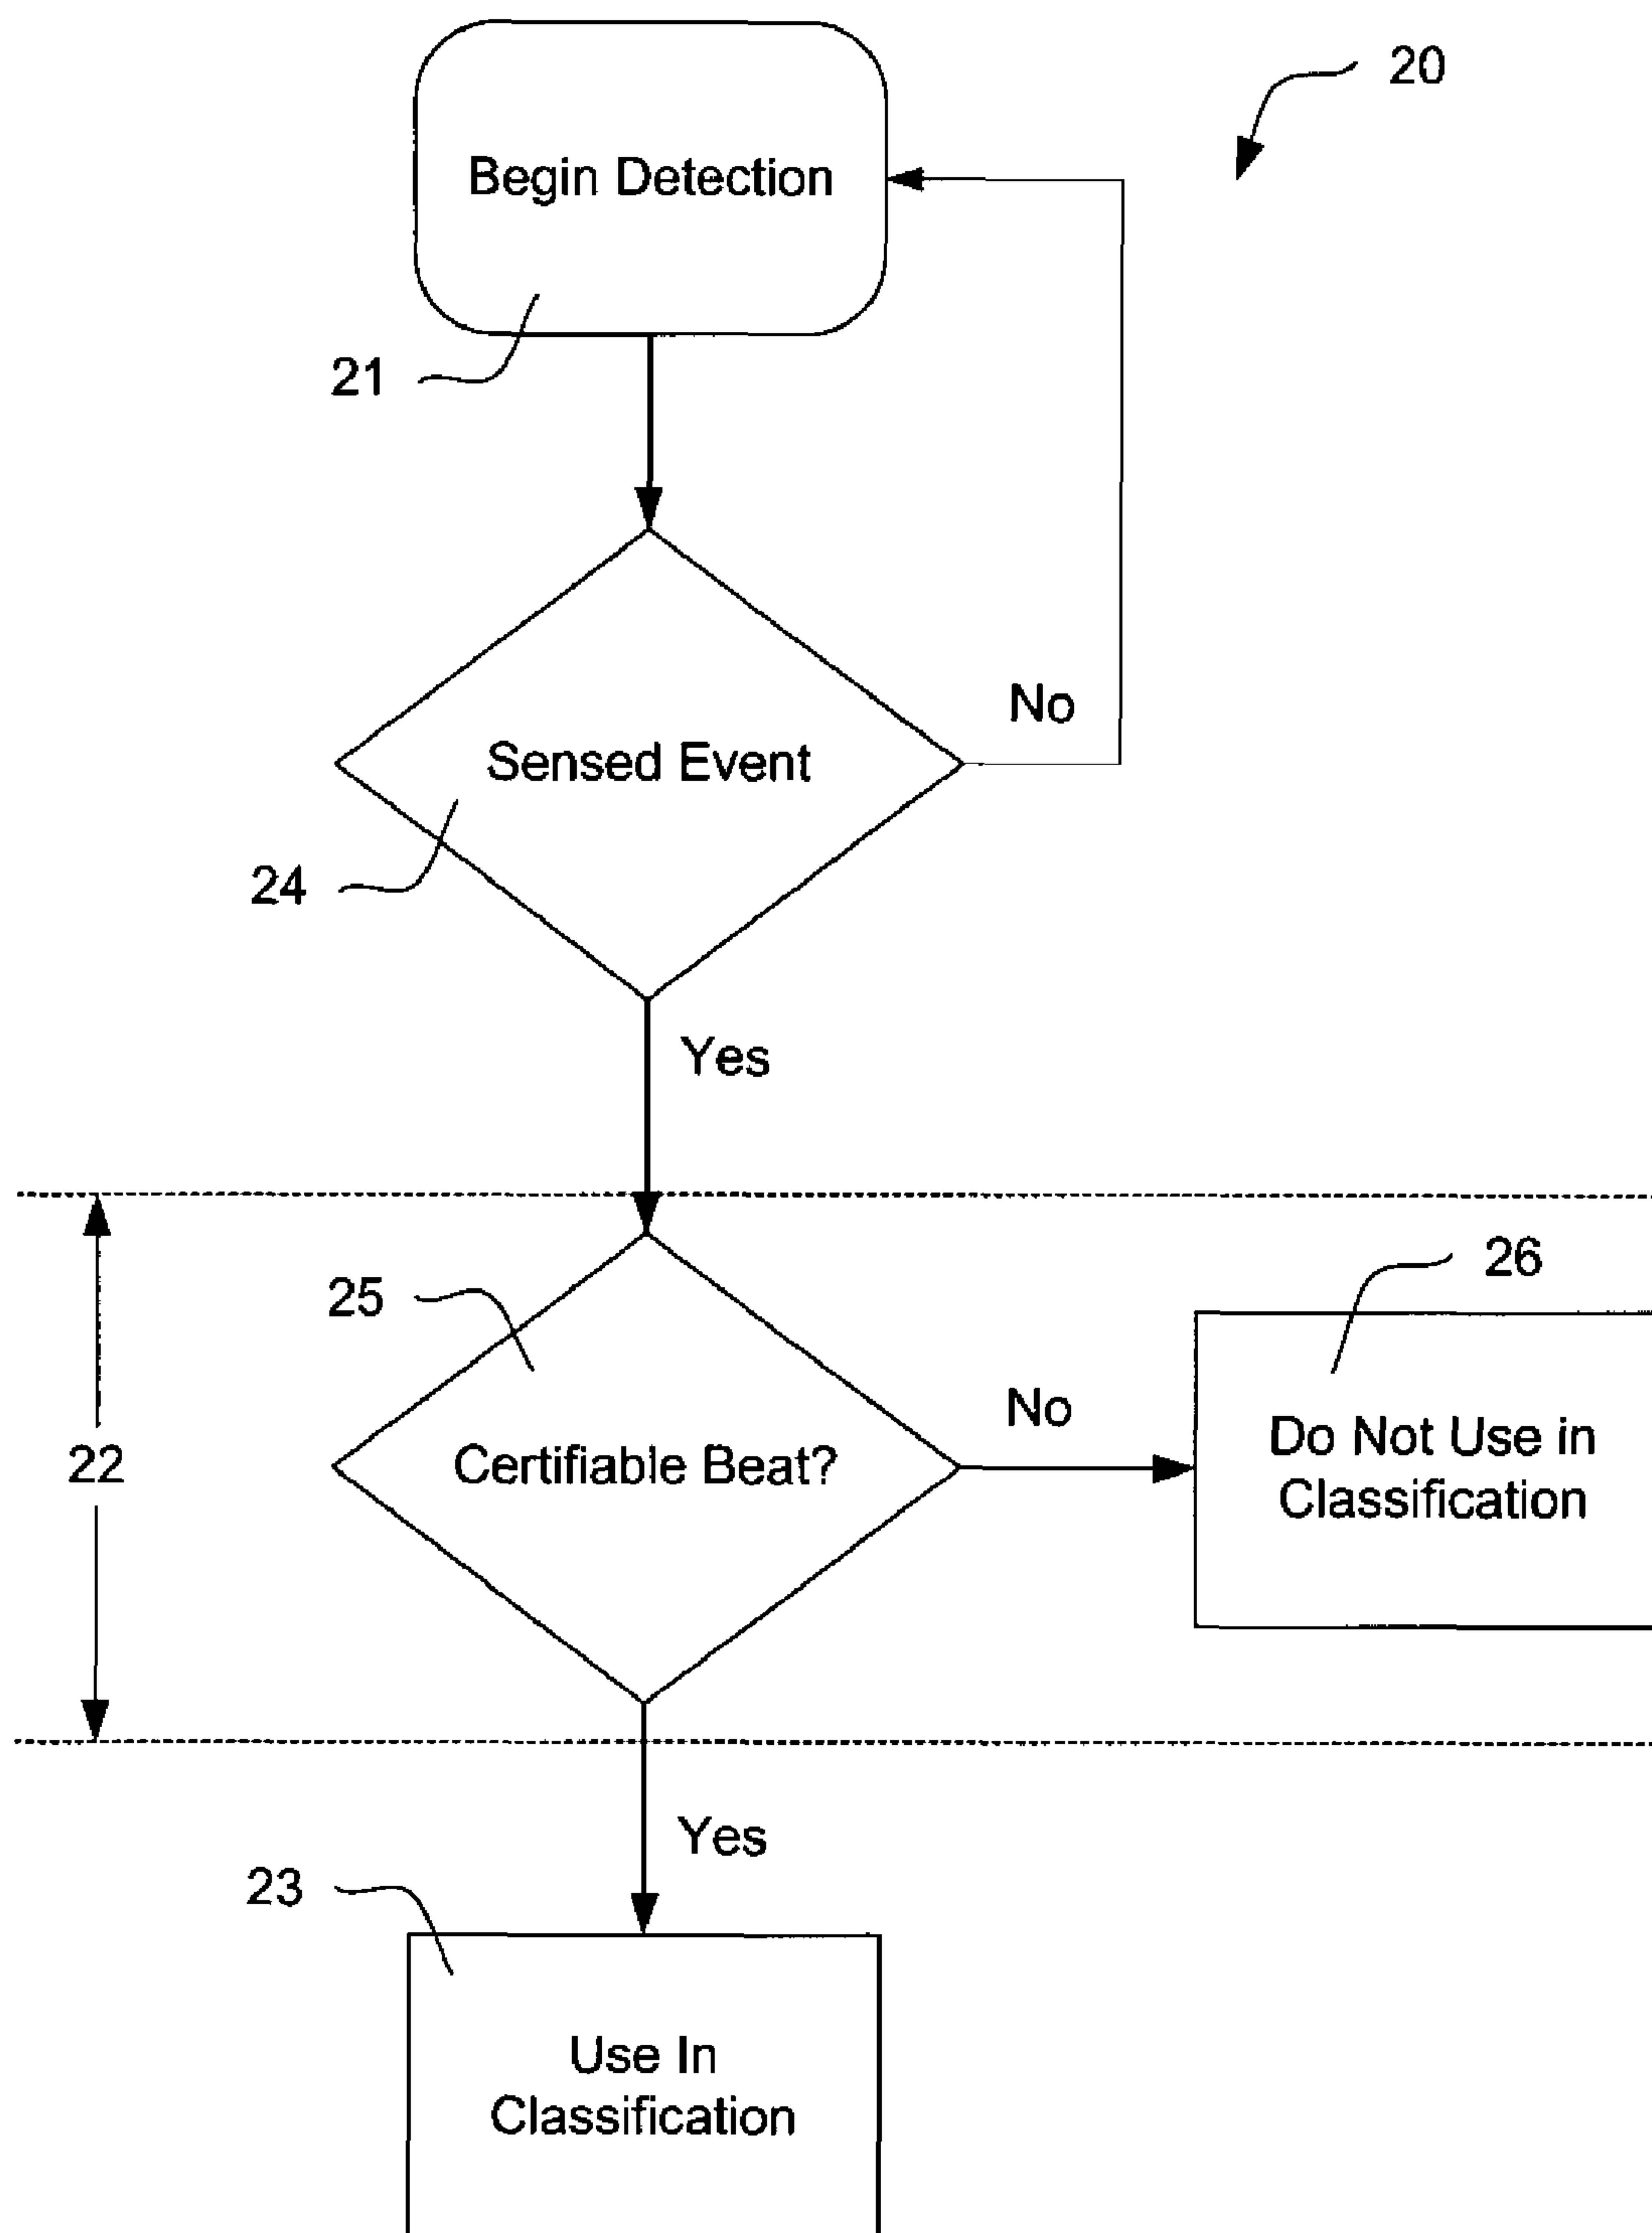 20
Begin Detection
21
No
Sensed Event
24
Yes
26
25
No
Do Not Use in
Classification
Certifiable Beat?
22
Yes
23
Use In
Classification